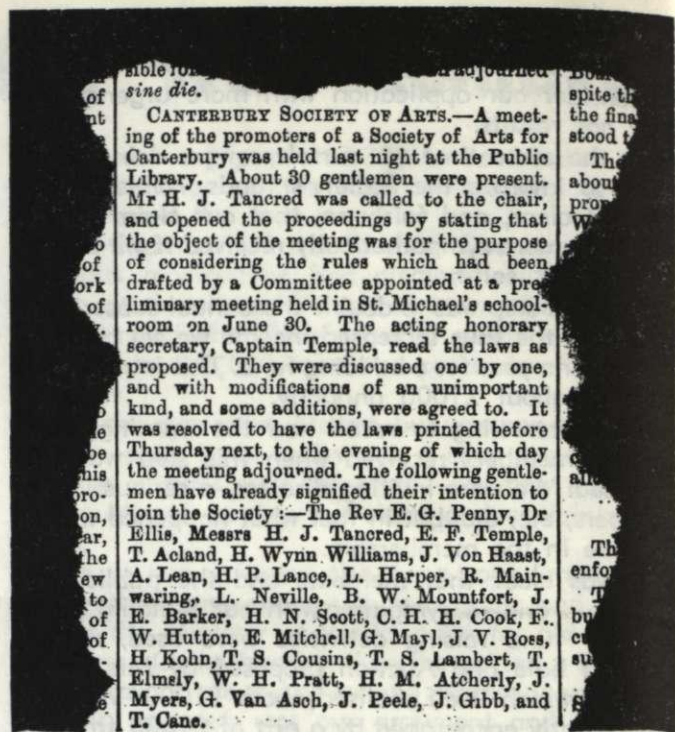 sine die.
CANTERBURY SOCIETY OF ARTS.—A meet-
ing of the promoters of a Society of Arts for
Canterbury was held last night at the Public
Library. About 30 gentlemen were present.
Mr H. J. Tancred was called to the chair,
and opened the proceedings by stating that
the object of the meeting was for the purpose
of considering the rules which had been
drafted by a Committee appointed at a pre-
liminary meeting held in St. Michael's school-
room on June 30. The acting honorary
secretary, Captain Temple, read the laws as
proposed. They were discussed one by one,
and with modifications of an unimportant
kind, and some additions, were agreed to. It
was resolved to have the laws printed before
Thursday next, to the evening of which day
the meeting adjourned. The following gentle-
men have already signified their intention to
join the Society :—The Rev E. G. Penny, Dr
Ellis, Messrs H. J. Tancred, E. F. Temple,
T. Acland, H. Wynn Williams, J. Von Haast,
A. Lean, H. P. Lance, L. Harper, R. Main-
waring, L. Neville, B. W. Mountfort, J.
E. Barker, H. N. Scott, C. H. H. Cook, F.
W. Hutton, E. Mitchell, G. Mayl, J. V. Ross,
H. Kohn, T. S. Cousins, T. S. Lambert, T.
Elmsly, W. H. Pratt, H. M. Atcherly, J.
Myers, G. Van Asch, J. Peele, J. Gibb, and
T. Cane.